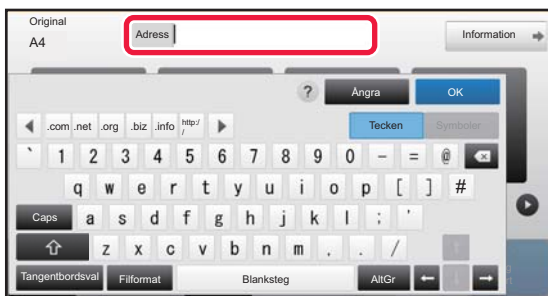 Original
A4
Adress
Information
? Ångra OK
.com .net .org .biz .info http:/ /
Tecken Symboler
` 1 2 3 4 5 6 7 8 9 0 - = @
q w e r t y u i o p [ ] #
Caps a s d f g h j k l ; '
z x c v b n m , . /
Tangentbordsval Filformat Blanksteg AltGr